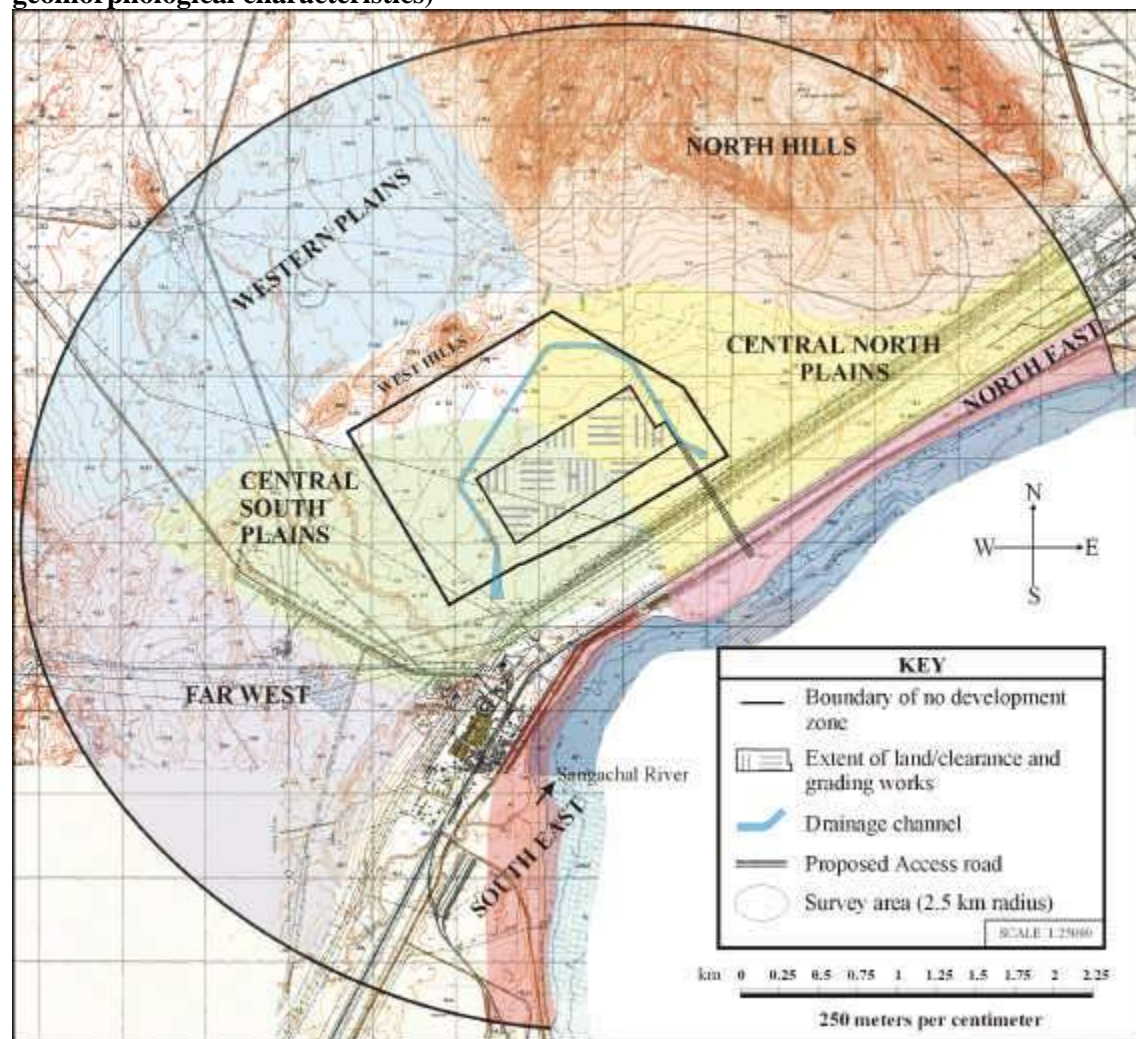 geomorphological characteristics)
NORTH HILLS
WESTERN PLAINS
WEST HILLS
CENTRAL NORTH
PLAINS
NORTH EAST
CENTRAL
SOUTH
PLAINS
N
W
E
S
FAR WEST
Sangachal River
SOUTH EAST
KEY
Boundary of no development
zone
Extent of land/clearance and
grading works
Drainage channel
Proposed Access road
Survey area (2.5 km radius)
SCALE 1:25000
km 0 0.25 0.5 0.75 1 1.25 1.5 1.75 2 2.25
250 meters per centimeter